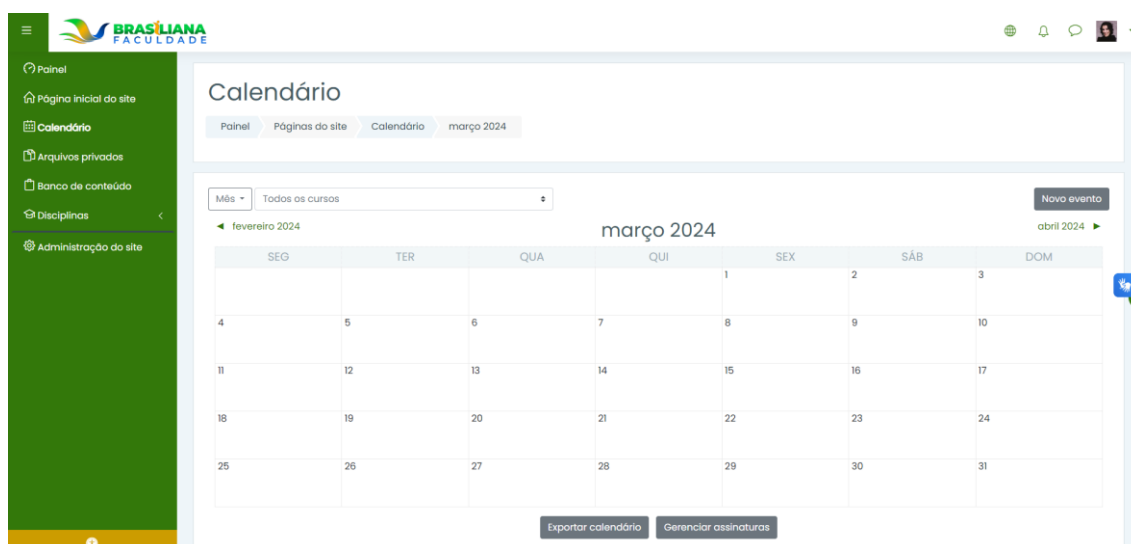 BRASILIANA
FACULDADE
Painel
Página inicial do site
Calendário
Arquivos privados
Banco de conteúdo
Disciplinas
Administração do site
Calendário
Painel Páginas do site Calendário março 2024
Mês Todos os cursos Novo evento
fevereiro 2024 março 2024 abril 2024
SEG TER QUA QUI SEX SÁB DOM
1 2 3
4 5 6 7 8 9 10
11 12 13 14 15 16 17
18 19 20 21 22 23 24
25 26 27 28 29 30 31
Exportar calendário Gerenciar assinaturas